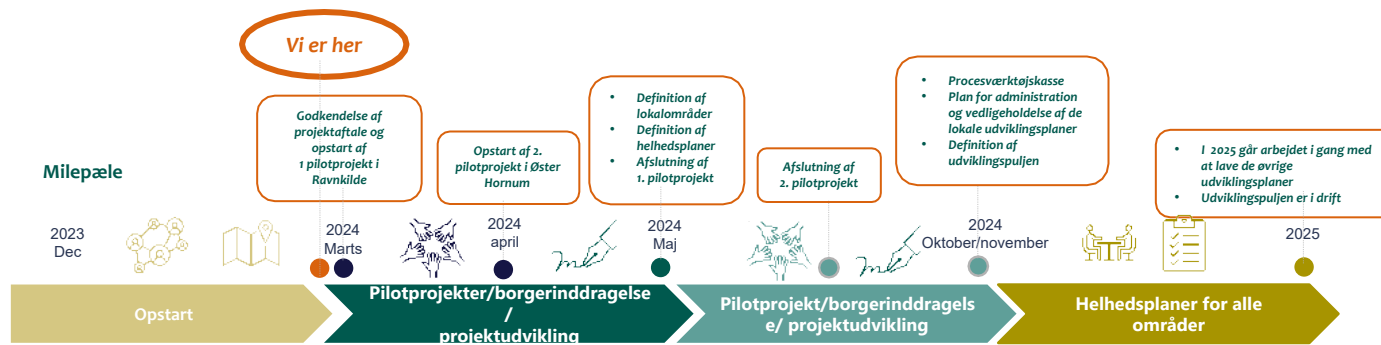 Vi er her
Godkendelse af
projektaftale og
opstart af
1 pilotprojekt i
Ravnkilde
Opstart af 2.
pilotprojekt i Øster
Hornum
• Definition af
lokalområder
• Definition af
helhedsplaner
• Afslutning af
1. pilotprojekt
Afslutning af
2. pilotprojekt
• Procesværktøjskasse
• Plan for administration
og vedligeholdelse af de
lokale udviklingsplaner
• Definition af
udviklingspuljen
• I 2025 går arbejdet i gang med
at lave de øvrige
udviklingsplaner
• Udviklingspuljen er i drift
Milepæle
2023
Dec
2024
Marts
2024
april
2024
Maj
2024
Oktober/november
2025
Opstart
Pilotprojekter/borgerinddragelse
/
projektudvikling
Pilotprojekt/borgerinddragels
e/ projektudvikling
Helhedsplaner for alle
områder